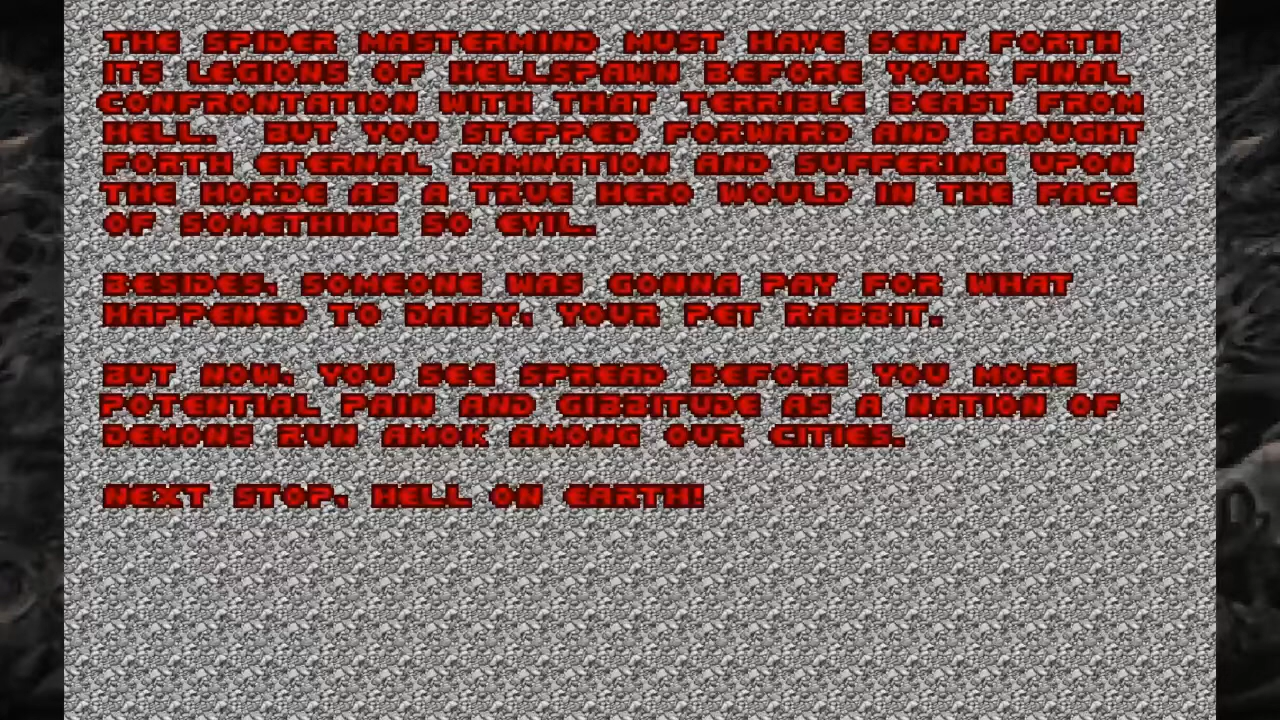 THE SPIDER MASTERMIND MUST HAVE SENT FORTH
ITS LEGIONS OF HELLSPAWN BEFORE YOUR FINAL
CONFRONTATION WITH THAT TERRIBLE BEAST FROM
HELL.  BUT YOU STEPPED FORWARD AND BROUGHT
FORTH ETERNAL DAMNATION AND SUFFERING UPON
THE HORDE AS A TRUE HERO WOULD IN THE FACE
OF SOMETHING SO EVIL.
BESIDES, SOMEONE WAS GONNA PAY FOR WHAT
HAPPENED TO DAISY, YOUR PET RABBIT.
BUT NOW, YOU SEE SPREAD BEFORE YOU MORE
POTENTIAL PAIN AND GIBBITUDE AS A NATION OF
DEMONS RUN AMOK AMONG OUR CITIES.
NEXT STOP, HELL ON EARTH!